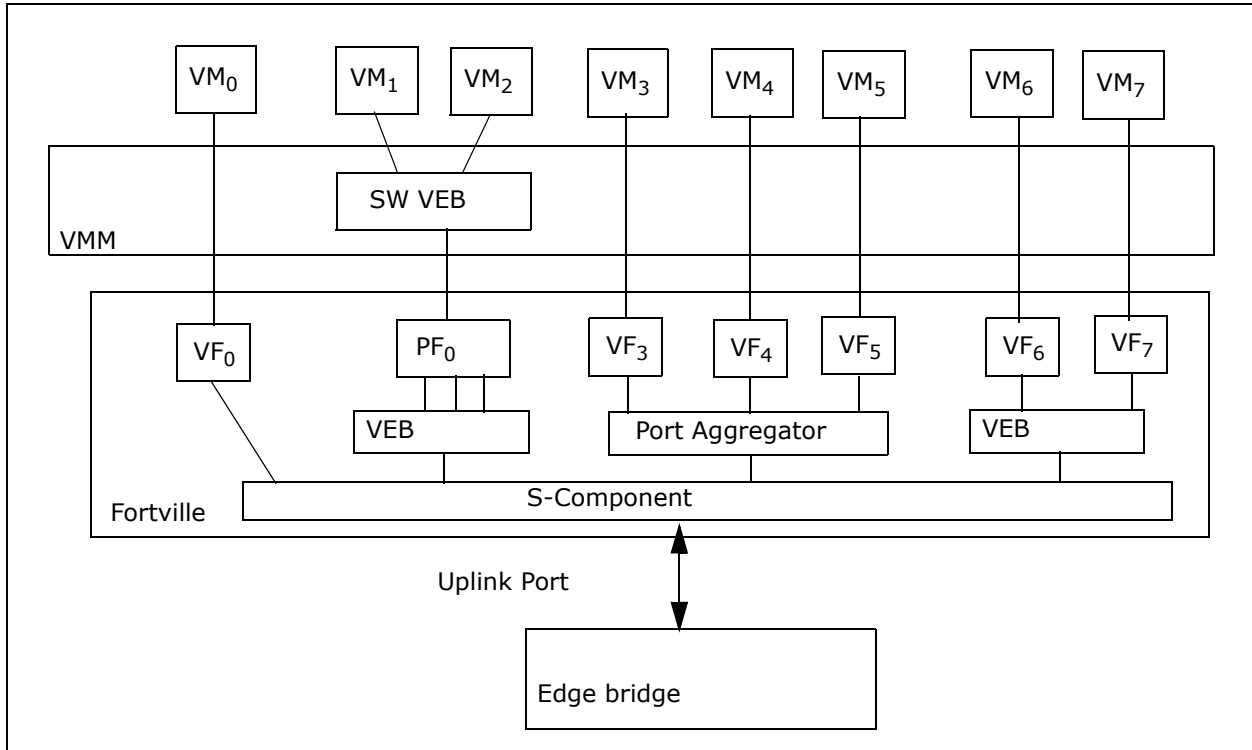 VM0 VM1 VM2 VM3 VM4 VM5 VM6 VM7
SW VEB
VMM
VF0 PF0 VF3 VF4 VF5 VF6 VF7
VEB Port Aggregator VEB
S-Component
Fortville
Uplink Port
Edge bridge